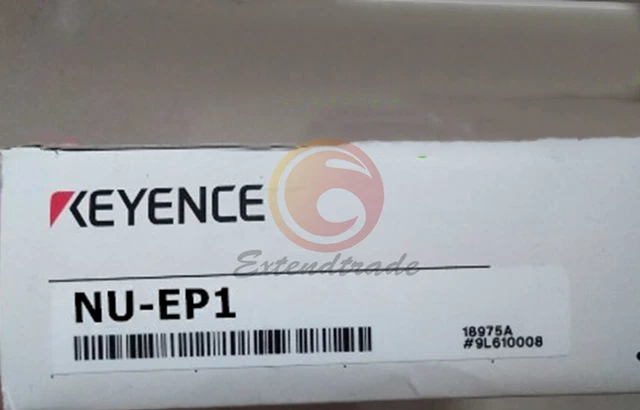 KEYENCE
Extendtrade
NU-EP1
18975A
#9L610008